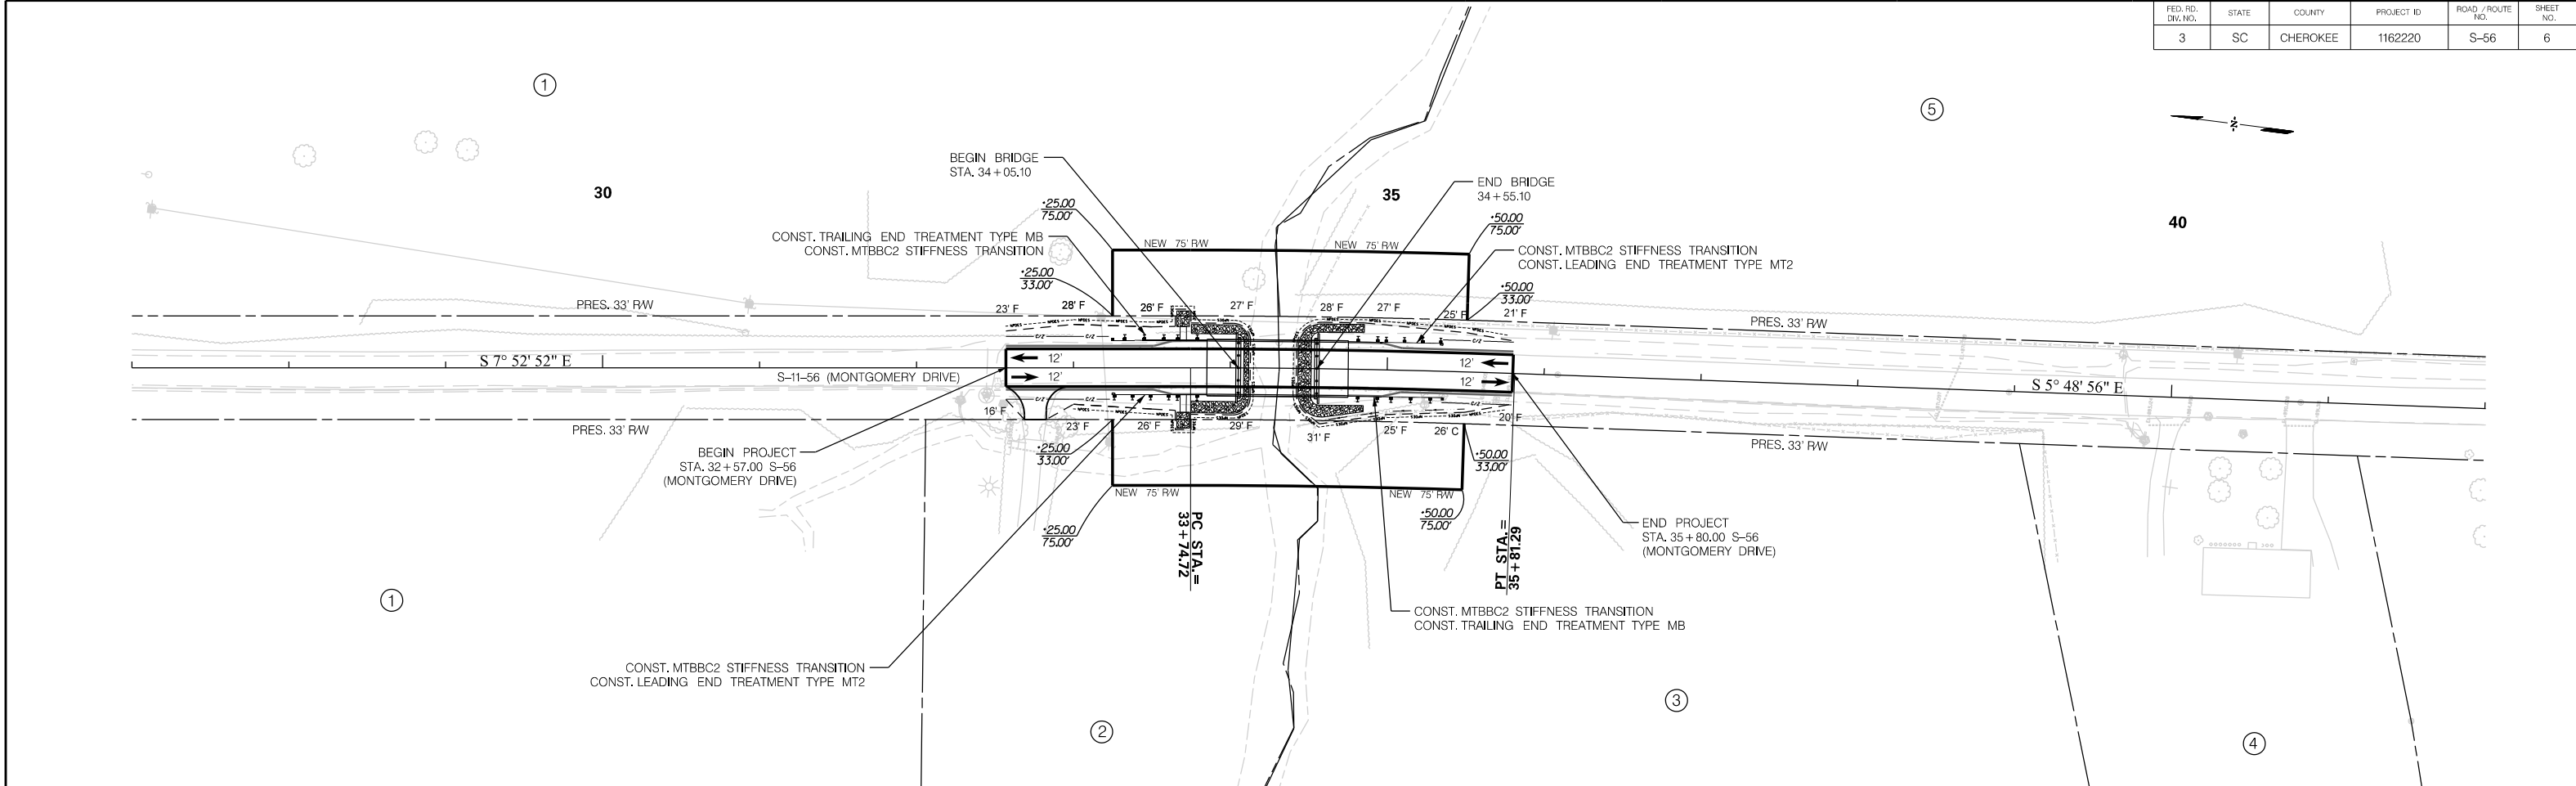 FED. RD. DIV. NO.
STATE
COUNTY
PROJECT ID
ROAD / ROUTE NO.
SHEET NO.
3
SC
CHEROKEE
1162220
S-56
6
1
5
-N-
BEGIN BRIDGE
STA. 34+05.10
30
35
END BRIDGE
34+55.10
40
+25.00
75.00'
+50.00
75.00'
CONST. TRAILING END TREATMENT TYPE MB
CONST. MTBBC2 STIFFNESS TRANSITION
NEW 75' R/W
NEW 75' R/W
CONST. MTBBC2 STIFFNESS TRANSITION
CONST. LEADING END TREATMENT TYPE MT2
+25.00
33.00'
+50.00
33.00'
PRES. 33' R/W
23' F
28' F
26' F
27' F
28' F
27' F
25' F
21' F
PRES. 33' R/W
S 7° 52' 52" E
12'
12'
S-11-56 (MONTGOMERY DRIVE)
12'
12'
S 5° 48' 56" E
16' F
23' F
26' F
29' F
31' F
25' F
26' C
20' F
PRES. 33' R/W
PRES. 33' R/W
BEGIN PROJECT
STA. 32+57.00 S-56
(MONTGOMERY DRIVE)
+25.00
33.00'
+50.00
33.00'
NEW 75' R/W
NEW 75' R/W
+25.00
75.00'
+50.00
75.00'
PC STA. =
33+74.72
PT STA. =
35+81.29
END PROJECT
STA. 35+80.00 S-56
(MONTGOMERY DRIVE)
1
CONST. MTBBC2 STIFFNESS TRANSITION
CONST. TRAILING END TREATMENT TYPE MB
CONST. MTBBC2 STIFFNESS TRANSITION
CONST. LEADING END TREATMENT TYPE MT2
2
3
4